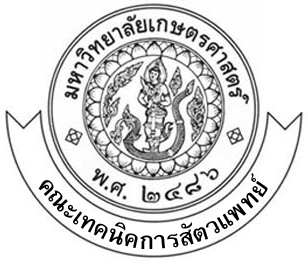 มหาวิทยาลัยเกษตรศาสตร์
พ.ศ. ๒๔๘๖
คณะเทคนิคการสัตวแพทย์